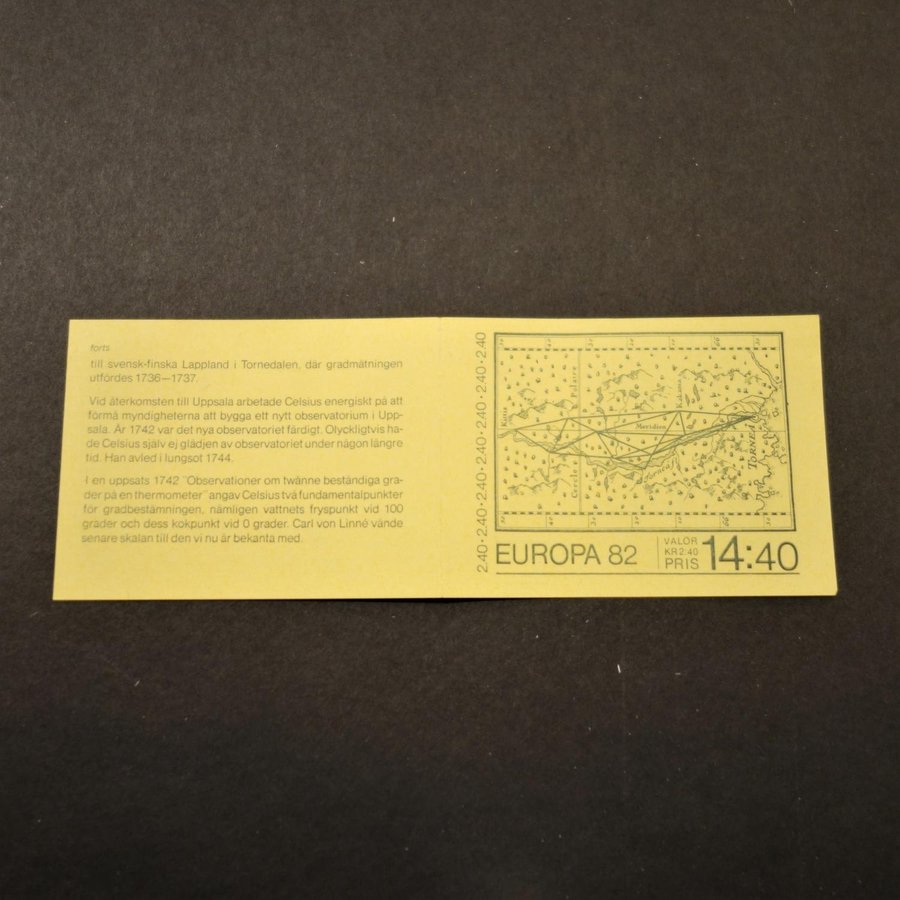 forts
till svensk-finska Lappland i Tornedalen, där gradmätningen
utfördes 1736–1737.
Vid återkomsten till Uppsala arbetade Celsius energiskt på att
förmå myndigheterna att bygga ett nytt observatorium i Upp-
sala. År 1742 var det nya observatoriet färdigt. Olyckligtvis ha-
de Celsius själv ej glädjen av observatoriet under någon längre
tid. Han avled i lungsot 1744.
I en uppsats 1742 "Observationer om twänne beständiga gra-
der på en thermometer" angav Celsius två fundamentalpunkter
för gradbestämningen, nämligen vattnets fryspunkt vid 100
grader och dess kokpunkt vid 0 grader. Carl von Linné vände
senare skalan till den vi nu är bekanta med.
2.40·2.40·2.40·2.40·2.40·2.40
Meridien
TORNEÅ
EUROPA 82
VALÖR
KR 2:40
PRIS 14:40